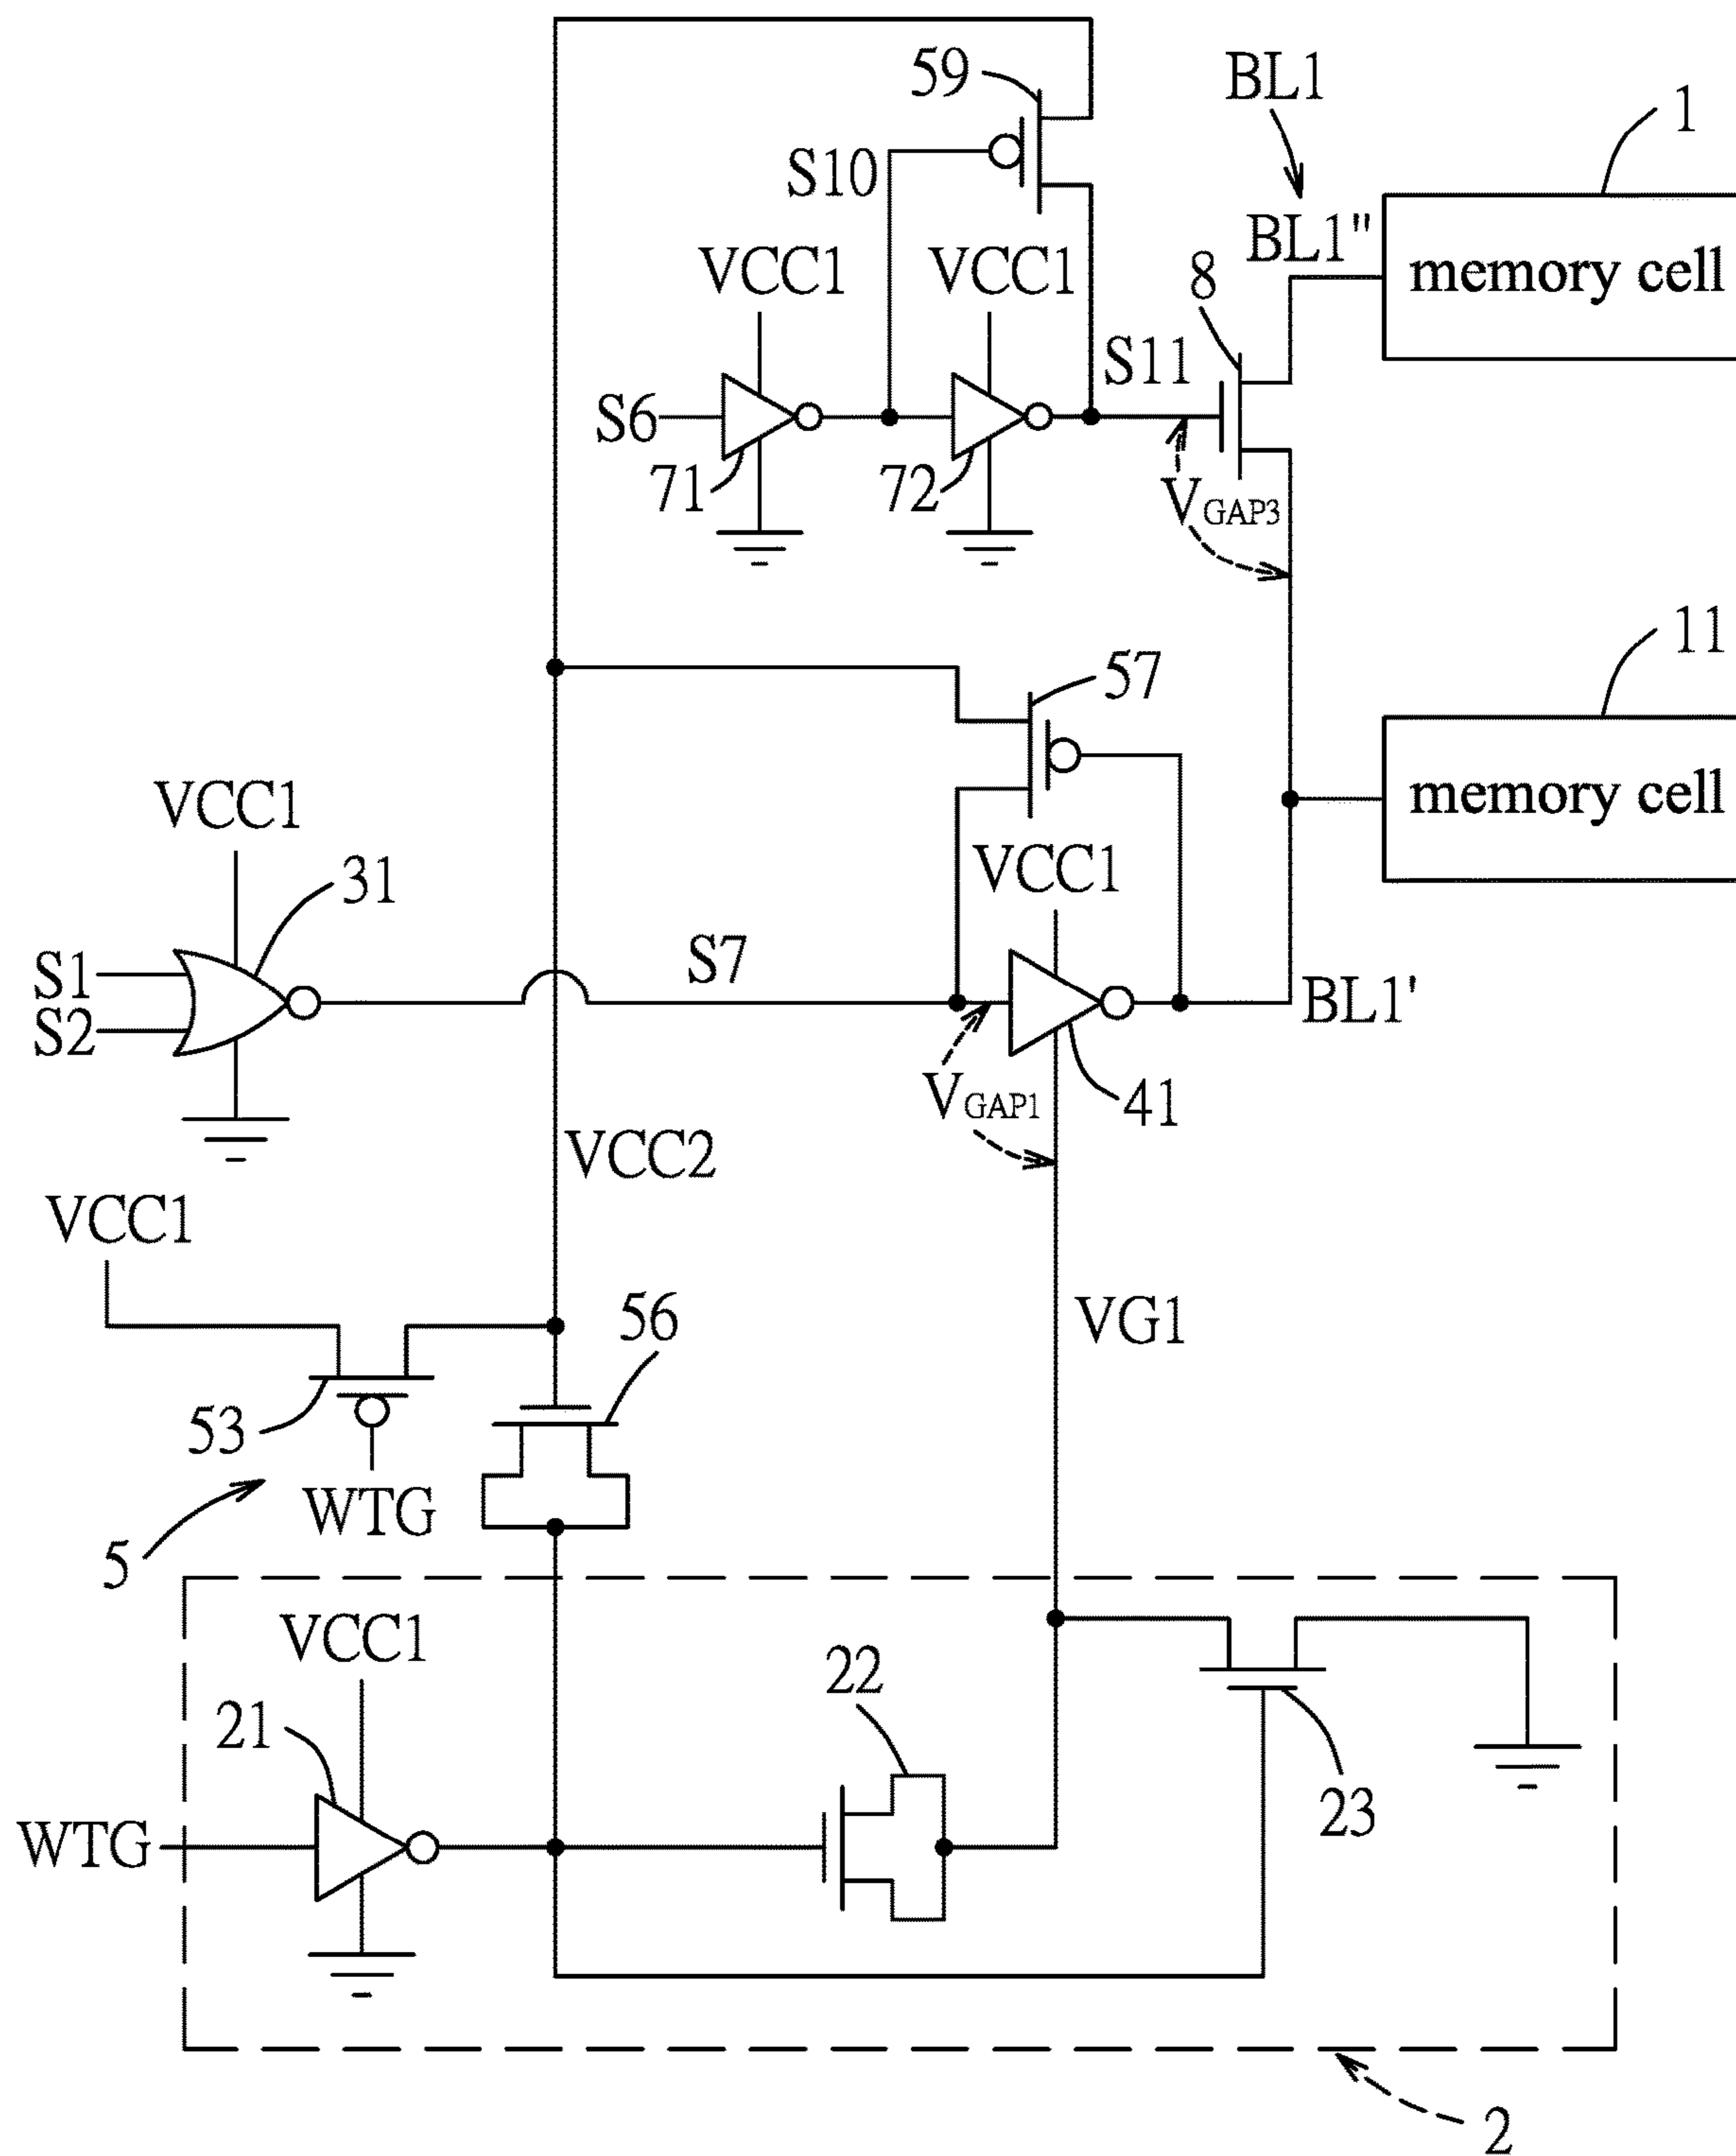 59
BL1
1
S10
BL1"
memory cell
VCC1
VCC1
8
S11
S6
71
72
VGAP3
57
11
memory cell
VCC1
31
VCC1
S1
S7
S2
BL1'
VGAP1
41
VCC2
VCC1
56
VG1
53
WTG
5
VCC1
22
21
23
WTG
2